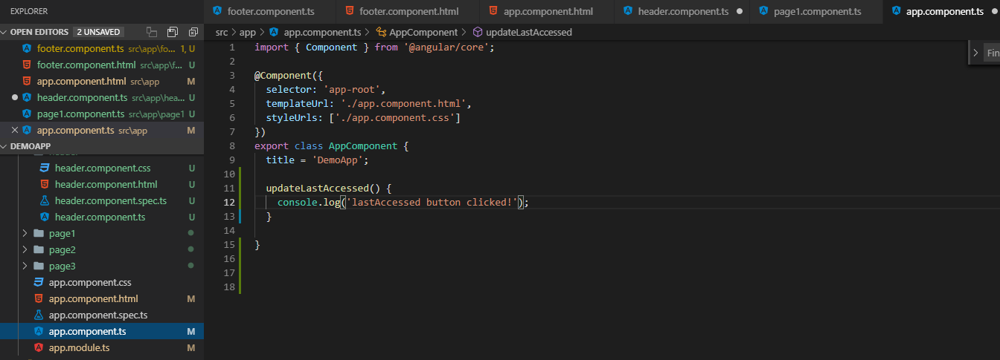 EXPLORER
OPEN EDITORS 2 UNSAVED
footer.component.ts src\app\fo... 1, U
footer.component.html src\app\f... U
app.component.html src\app M
header.component.ts src\app\hea... U
page1.component.ts src\app\page1 U
app.component.ts src\app M
DEMOAPP
header.component.css U
header.component.html U
header.component.spec.ts U
header.component.ts U
page1
page2
page3
app.component.css
app.component.html M
app.component.spec.ts
app.component.ts M
app.module.ts M
footer.component.ts footer.component.html app.component.html header.component.ts page1.component.ts app.component.ts
src > app > app.component.ts > AppComponent > updateLastAccessed
Fin
1 import { Component } from '@angular/core';
2
3 @Component({
4 selector: 'app-root',
5 templateUrl: './app.component.html',
6 styleUrls: ['./app.component.css']
7 })
8 export class AppComponent {
9 title = 'DemoApp';
10
11 updateLastAccessed() {
12 console.log('lastAccessed button clicked!');
13 }
14
15 }
16
17
18